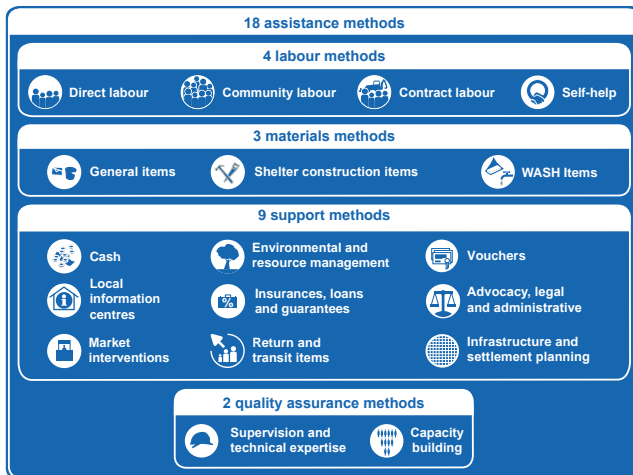 18 assistance methods
4 labour methods
Direct labour
Community labour
Contract labour
Self-help
3 materials methods
General items
Shelter construction items
WASH Items
9 support methods
Cash
Environmental and
resource management
Vouchers
Local
information
centres
Insurances, loans
and guarantees
Advocacy, legal
and administrative
Market
interventions
Return and
transit items
Infrastructure and
settlement planning
2 quality assurance methods
Supervision and
technical expertise
Capacity
building